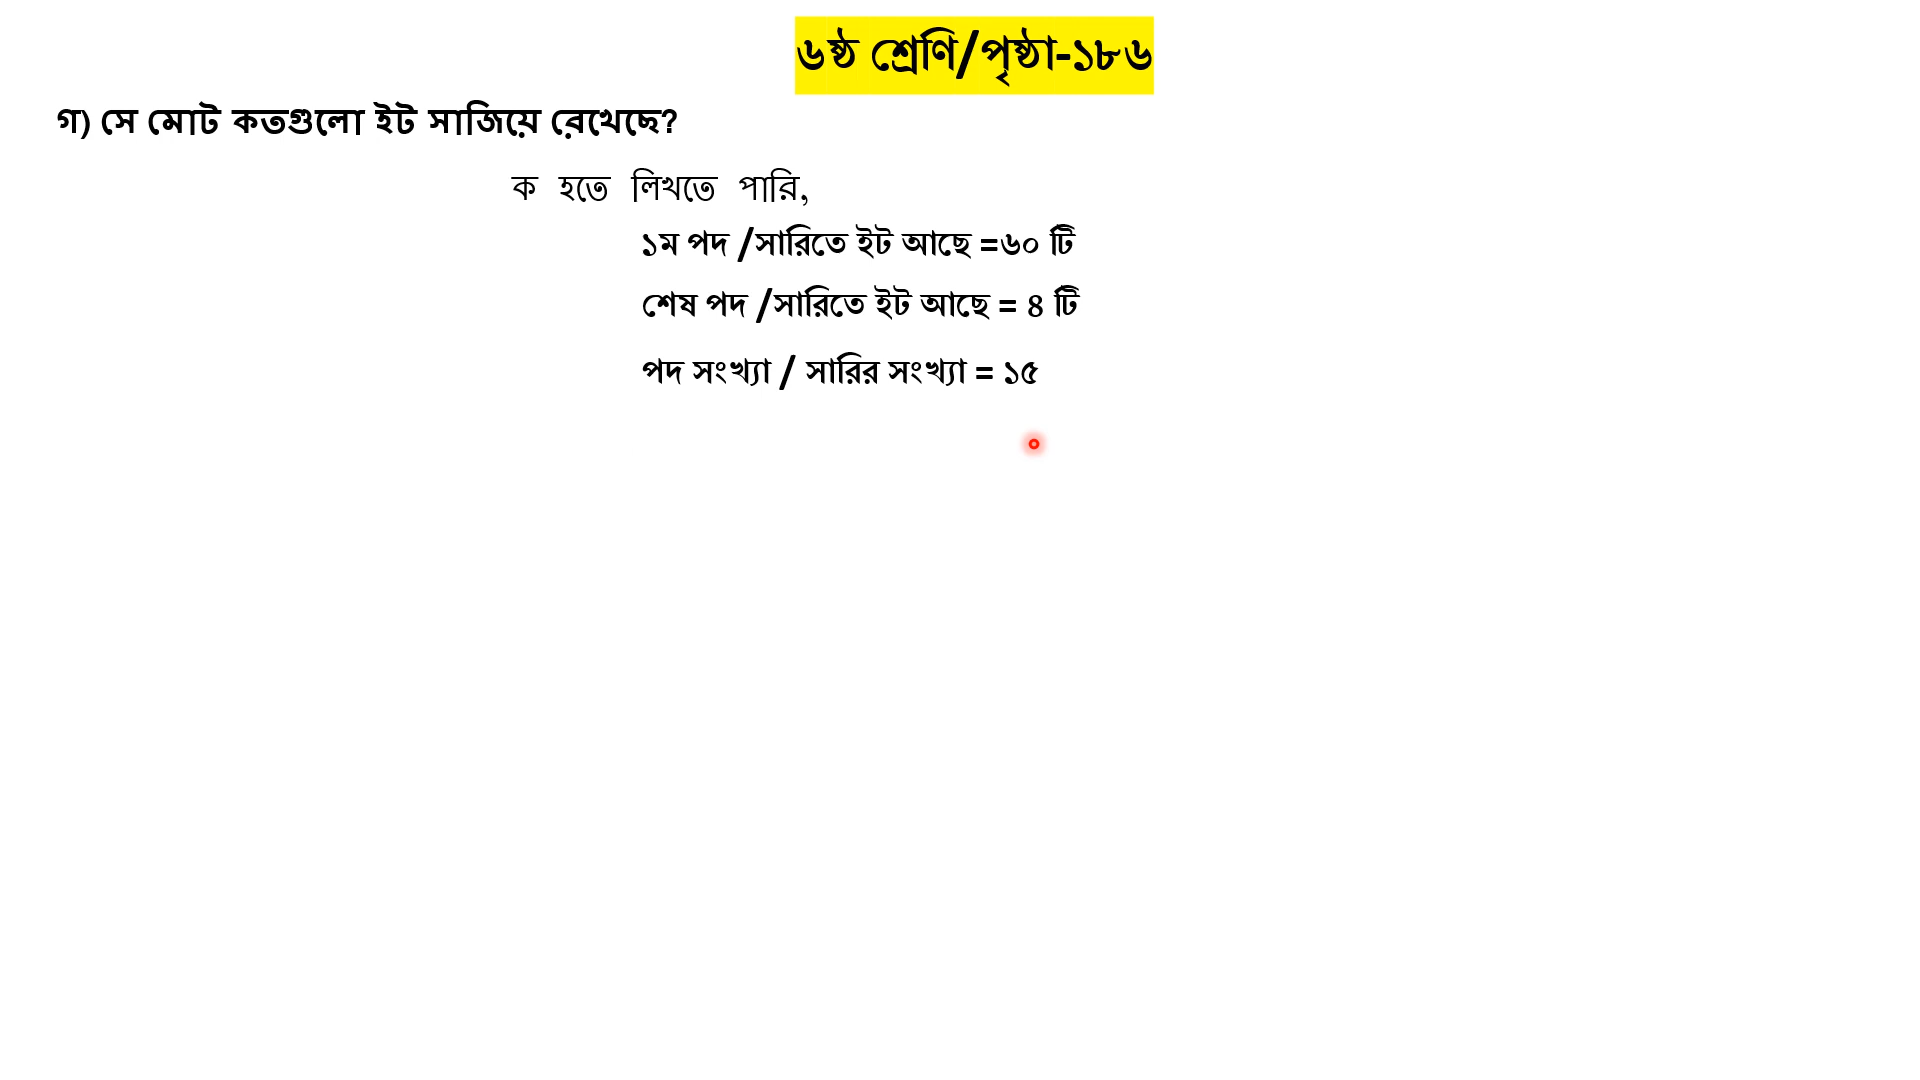 ৬ষ্ঠ শ্রেণি/পৃষ্ঠা-১৮৬
গ) সে মোট কতগুলো ইট সাজিয়ে রেখেছে?
ক হতে লিখতে পারি,
১ম পদ /সারিতে ইট আছে =৬০ টি
শেষ পদ /সারিতে ইট আছে = ৪ টি
পদ সংখ্যা / সারির সংখ্যা = ১৫